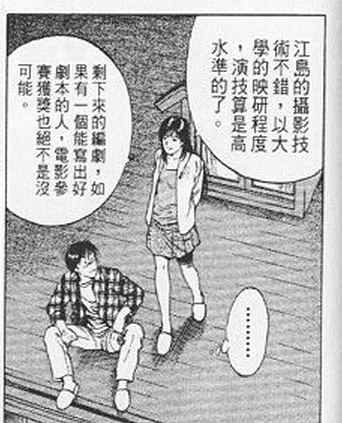 江島的攝影技
術不錯，以大
學的映研程度
，演技算是高
水準的了。
剩下來的編劇，如
果有一個能寫出好
劇本的人，電影參
賽獲獎也絕不是沒
可能。
………